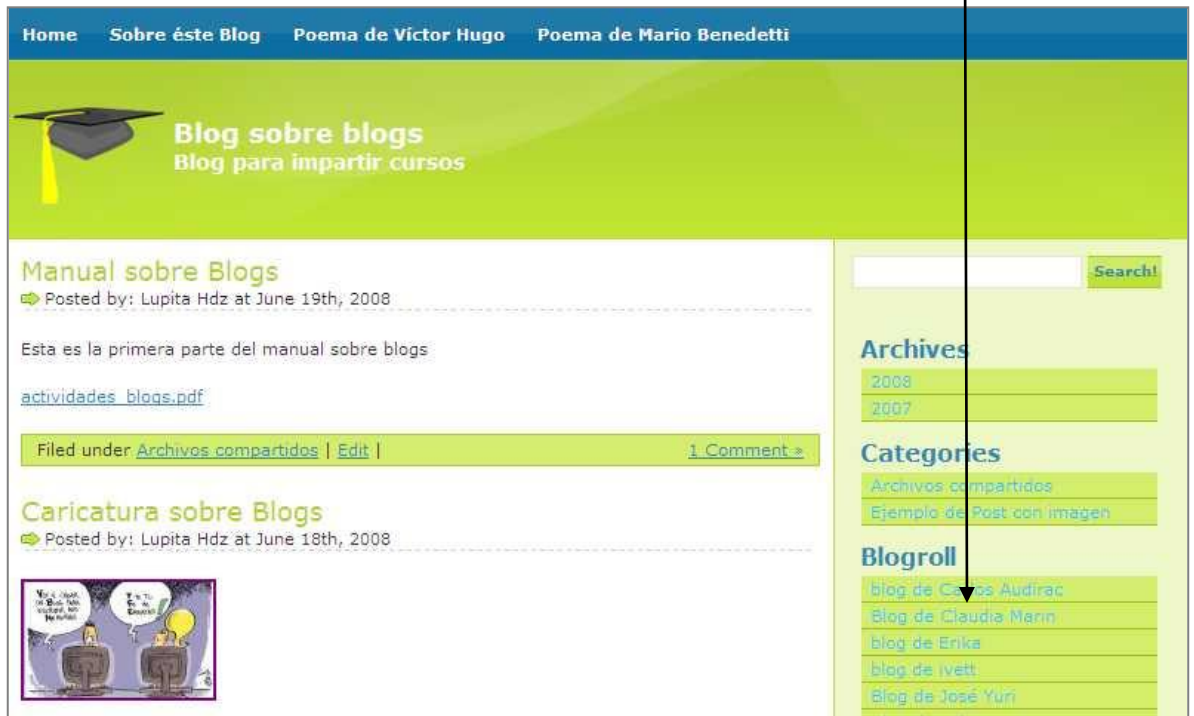 Home Sobre éste Blog Poema de Víctor Hugo Poema de Mario Benedetti
Blog sobre blogs
Blog para impartir cursos
Manual sobre Blogs
Posted by: Lupita Hdz at June 19th, 2008
Esta es la primera parte del manual sobre blogs
actividades_blogs.pdf
Filed under Archivos compartidos | Edit | 1 Comment »
Caricatura sobre Blogs
Posted by: Lupita Hdz at June 18th, 2008
Search!
Archives
2008
2007
Categories
Archivos compartidos
Ejemplo de Post con imagen
Blogroll
blog de Carlos Audirac
Blog de Claudia Marin
blog de Erika
blog de ivett
Blog de José Yuri